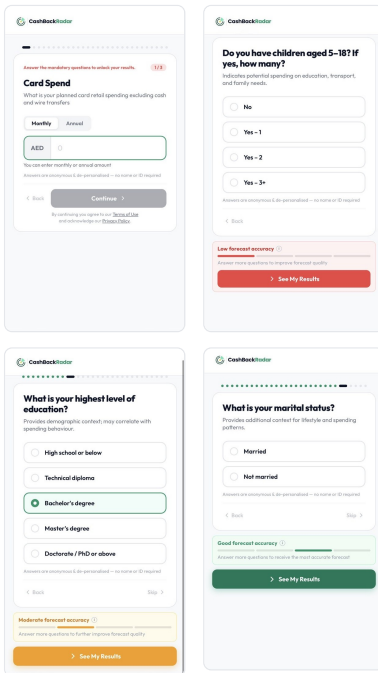 CashBackRadar
Answer the mandatory questions to unlock your results.
1/2
Card Spend
What is your planned card retail spending excluding cash
and wire transfers
Monthly
Annual
AED
0
You can enter monthly or annual amount
Answers are anonymous & de-personalised — no name or ID required
< Back
Continue >
By continuing you agree to our Terms of Use
and acknowledge our Privacy Policy.
CashBackRadar
Do you have children aged 5–18? If
yes, how many?
Indicates potential spending on education, transport,
and family needs.
No
Yes – 1
Yes – 2
Yes – 3+
Answers are anonymous & de-personalised — no name or ID required
< Back
Low forecast accuracy
Answer more questions to improve forecast quality
> See My Results
CashBackRadar
What is your highest level of
education?
Provides demographic context; may correlate with
spending behaviour.
High school or below
Technical diploma
Bachelor's degree
Master's degree
Doctorate / PhD or above
Answers are anonymous & de-personalised — no name or ID required
< Back
Skip >
Moderate forecast accuracy
Answer more questions to further improve forecast quality
> See My Results
CashBackRadar
What is your marital status?
Provides additional context for lifestyle and spending
patterns.
Married
Not married
Answers are anonymous & de-personalised — no name or ID required
< Back
Skip >
Good forecast accuracy
Answer more questions to receive the most accurate forecast
> See My Results